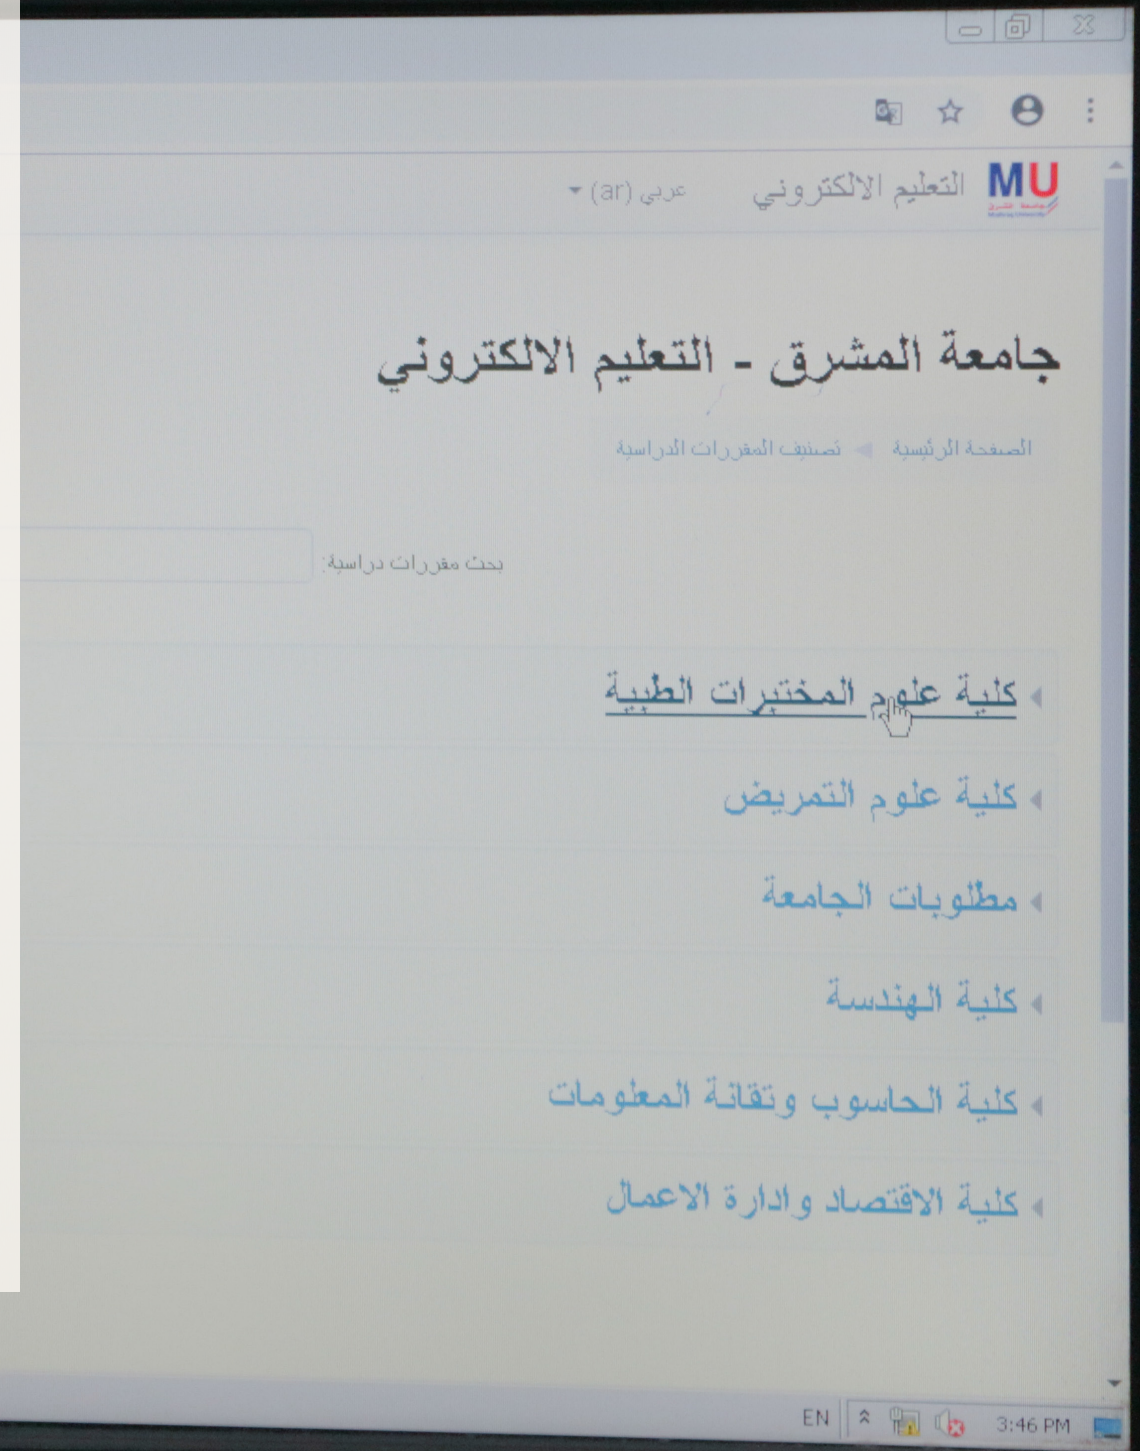 MU
جامعة المشرق
التعليم الالكتروني
عربي ‎(ar)‎
جامعة المشرق - التعليم الالكتروني
الصفحة الرئيسية
تصنيف المقررات الدراسية
بحث مقررات دراسية:
كلية علوم المختبرات الطبية
كلية علوم التمريض
مطلوبات الجامعة
كلية الهندسة
كلية الحاسوب وتقانة المعلومات
كلية الاقتصاد وادارة الاعمال
EN
3:46 PM